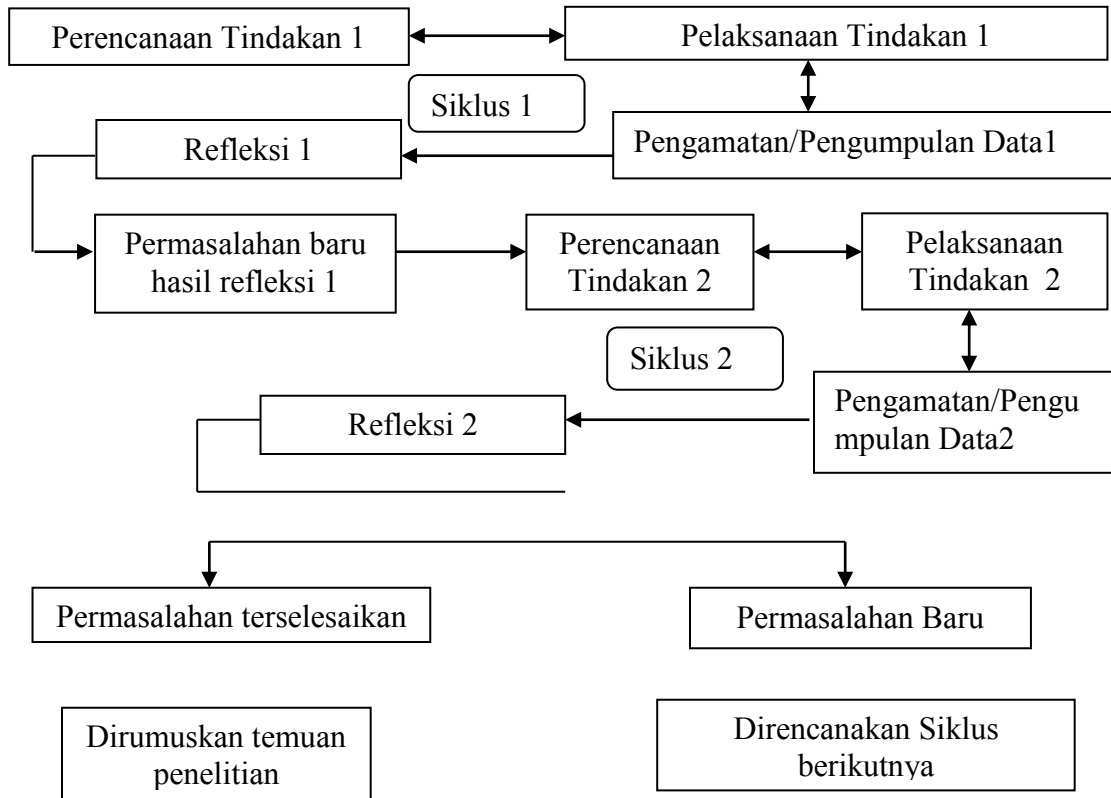 Perencanaan Tindakan 1
Pelaksanaan Tindakan 1
Siklus 1
Refleksi 1
Pengamatan/Pengumpulan Data1
Permasalahan baru
hasil refleksi 1
Perencanaan
Tindakan 2
Pelaksanaan
Tindakan 2
Siklus 2
Refleksi 2
Pengamatan/Pengu
mpulan Data2
Permasalahan terselesaikan
Permasalahan Baru
Dirumuskan temuan
penelitian
Direncanakan Siklus
berikutnya